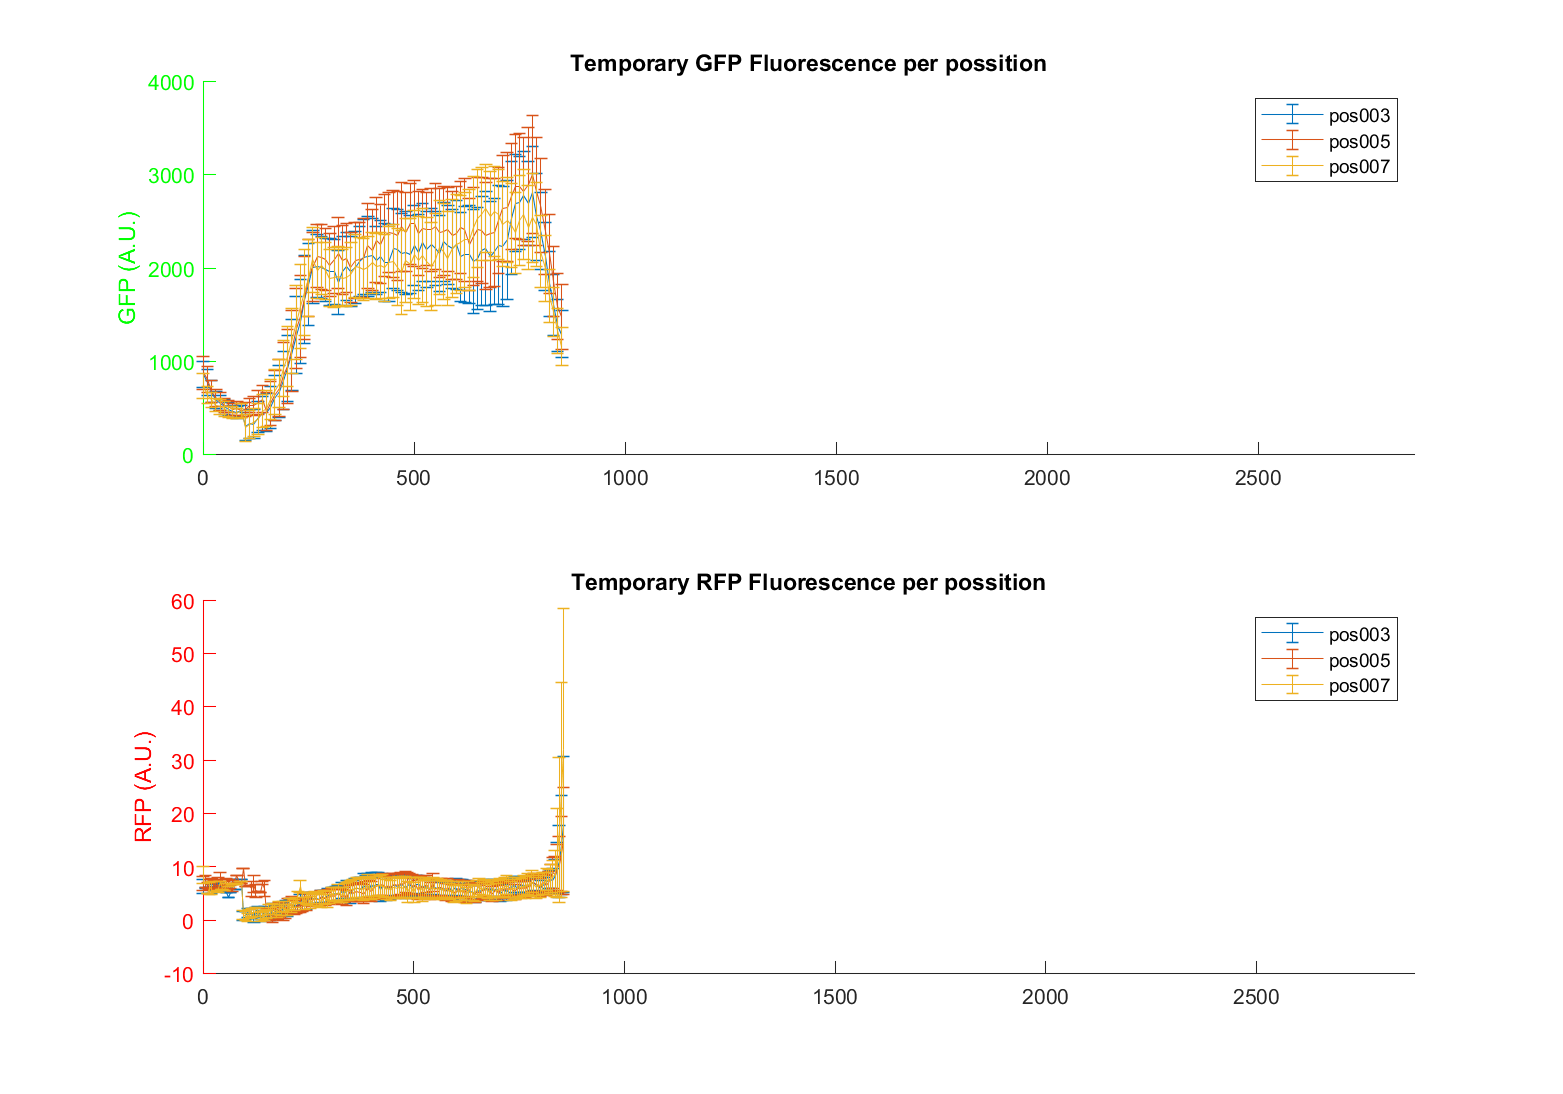 Temporary GFP Fluorescence per possition
4000
3000
2000
1000
0
GFP (A.U.)
0 500 1000 1500 2000 2500
pos003
pos005
pos007
Temporary RFP Fluorescence per possition
60
50
40
30
20
10
0
-10
RFP (A.U.)
0 500 1000 1500 2000 2500
pos003
pos005
pos007